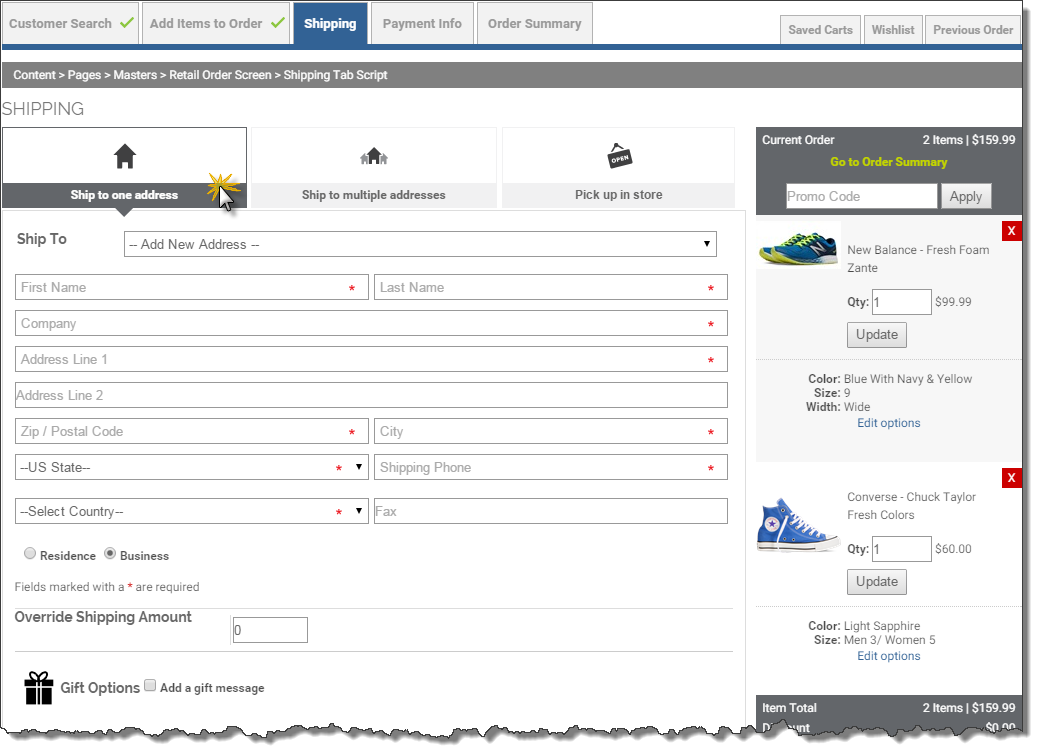 Customer Search
Add Items to Order
Shipping
Payment Info
Order Summary
Saved Carts
Wishlist
Previous Order
Content > Pages > Masters > Retail Order Screen > Shipping Tab Script
SHIPPING
Ship to one address
Ship to multiple addresses
OPEN
Pick up in store
Ship To
-- Add New Address --
First Name *
Last Name *
Company *
Address Line 1 *
Address Line 2
Zip / Postal Code *
City *
--US State-- *
Shipping Phone *
--Select Country-- *
Fax
Residence
Business
Fields marked with a * are required
Override Shipping Amount
0
Gift Options
Add a gift message
Current Order 2 Items | $159.99
Go to Order Summary
Promo Code
Apply
X
New Balance - Fresh Foam
Zante
Qty: 1 $99.99
Update
Color: Blue With Navy & Yellow
Size: 9
Width: Wide
Edit options
X
Converse - Chuck Taylor
Fresh Colors
Qty: 1 $60.00
Update
Color: Light Sapphire
Size: Men 3/ Women 5
Edit options
Item Total 2 Items | $159.99
Discount $0.00